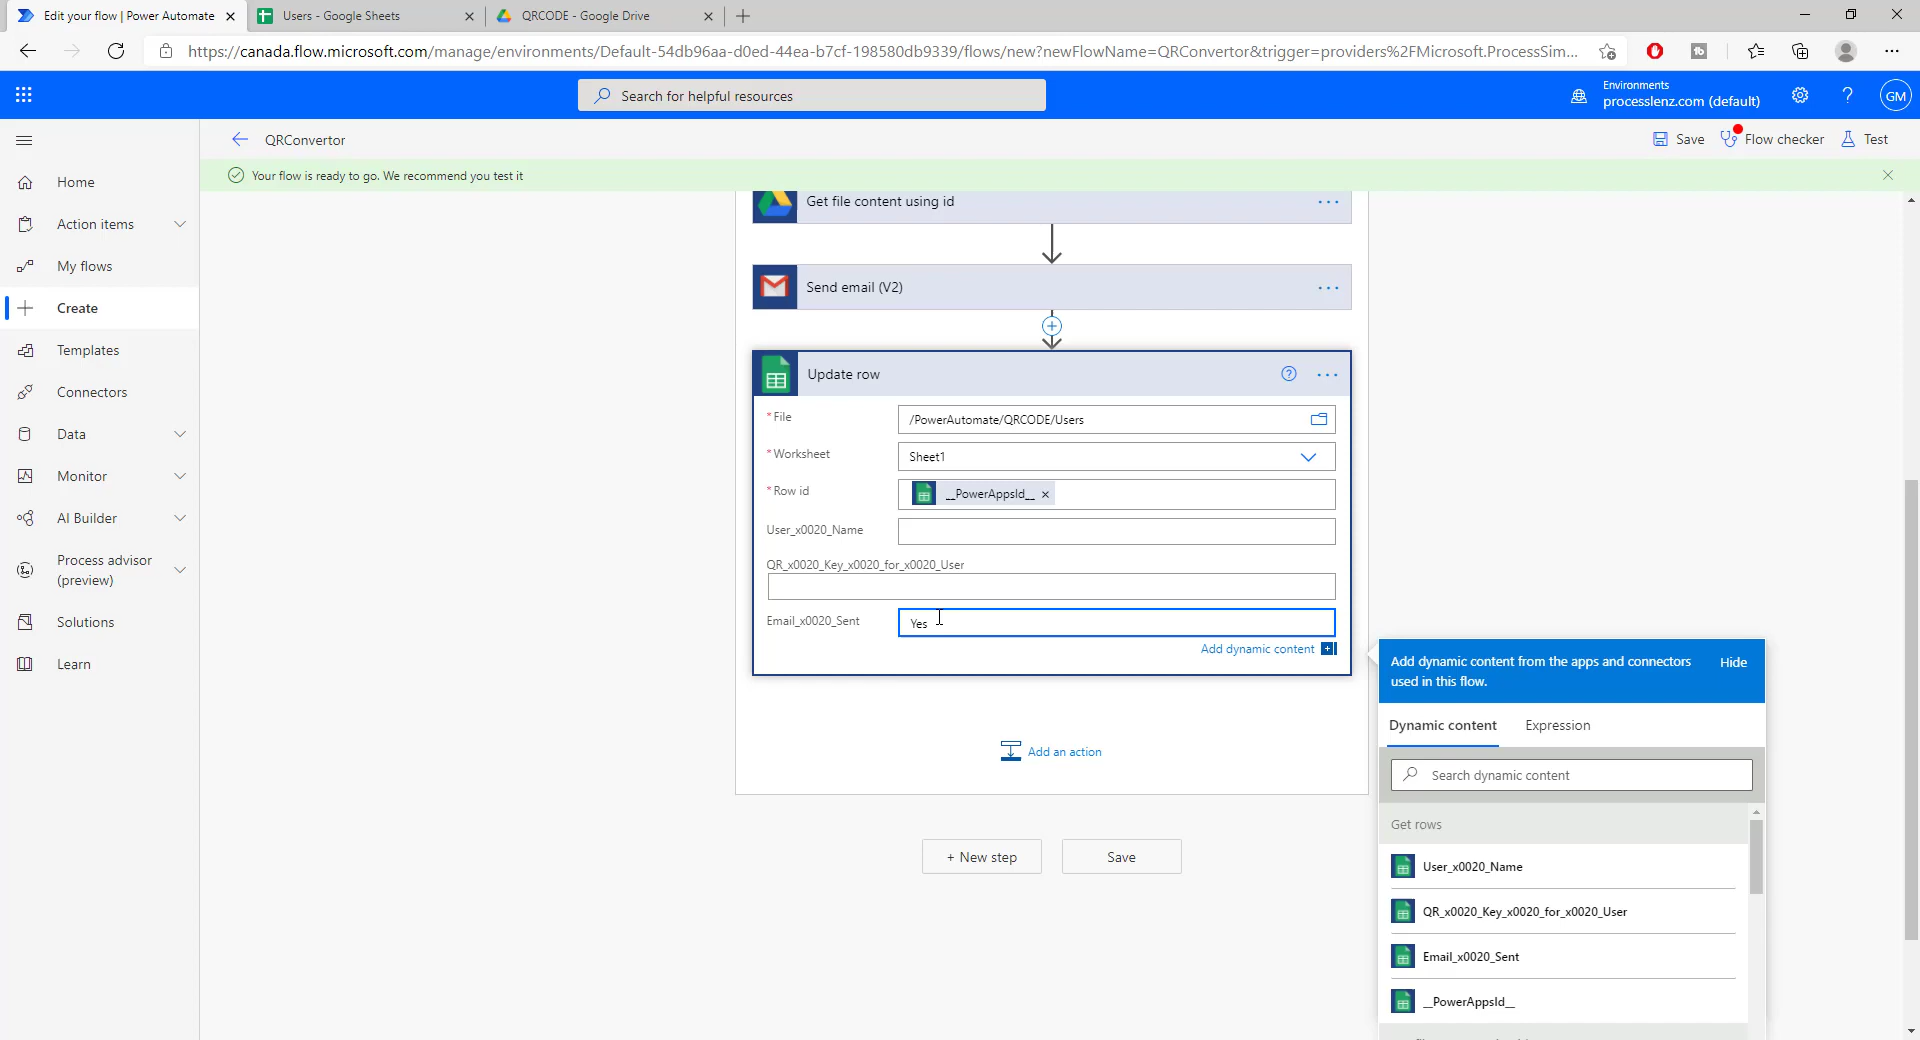 Edit your flow | Power Automate
Users - Google Sheets
QRCODE - Google Drive
https://canada.flow.microsoft.com/manage/environments/Default-54db96aa-d0ed-44ea-b7cf-198580db9339/flows/new?newFlowName=QRConvertor&trigger=providers%2FMicrosoft.ProcessSim...
Search for helpful resources
Environments
processlenz.com (default)
GM
QRConvertor
Save
Flow checker
Test
Your flow is ready to go. We recommend you test it
Home
Action items
My flows
Create
Templates
Connectors
Data
Monitor
AI Builder
Process advisor
(preview)
Solutions
Learn
Get file content using id
Send email (V2)
Update row
* File
/PowerAutomate/QRCODE/Users
* Worksheet
Sheet1
* Row id
__PowerAppsId__
User_x0020_Name
QR_x0020_Key_x0020_for_x0020_User
Email_x0020_Sent
Yes
Add dynamic content
Add an action
+ New step
Save
Add dynamic content from the apps and connectors
used in this flow.
Hide
Dynamic content
Expression
Search dynamic content
Get rows
User_x0020_Name
QR_x0020_Key_x0020_for_x0020_User
Email_x0020_Sent
__PowerAppsId__